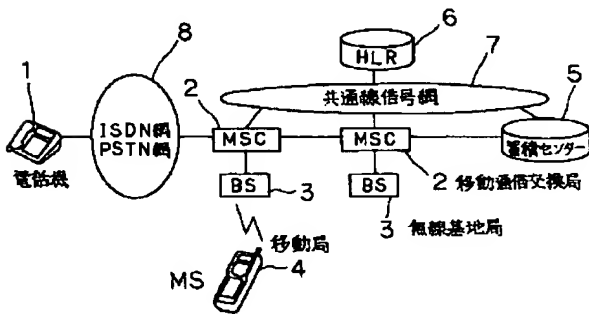 6
8
HLR
7
1
2
共通線信号網
5
ISDN網
PSTN網
MSC
MSC
蓄積センター
電話機
BS
3
BS
2 移動通信交換局
3 無線基地局
移動局
MS
4